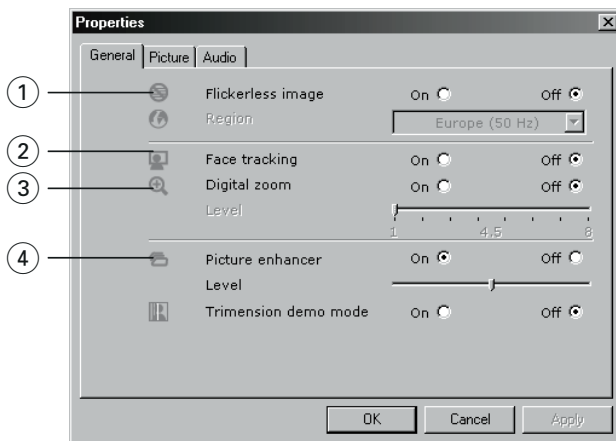 Properties
General Picture Audio
1 Flickerless image On Off
Region Europe (50 Hz)
2 Face tracking On Off
3 Digital zoom On Off
Level
1 4.5 8
4 Picture enhancer On Off
Level
Trimension demo mode On Off
OK Cancel Apply